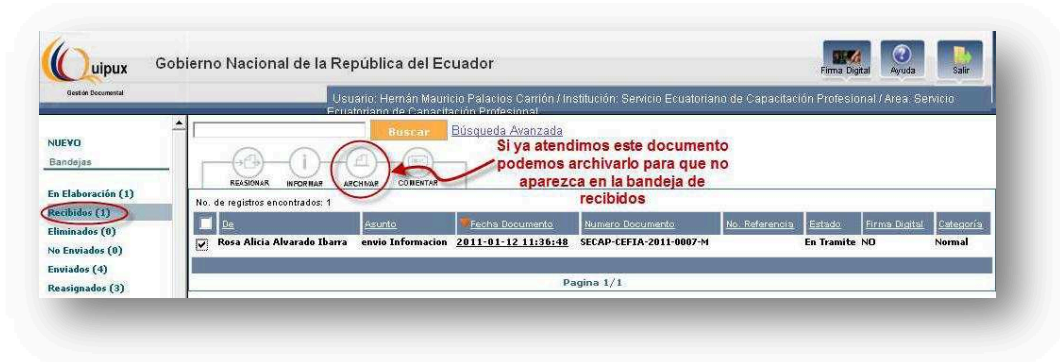 Quipux
Gestión Documental
Gobierno Nacional de la República del Ecuador
Firma Digital
Ayuda
Salir
Usuario: Hernán Mauricio Palacios Carrión / Institución: Servicio Ecuatoriano de Capacitación Profesional / Area: Servicio
Ecuatoriano de Capacitación Profesional
NUEVO
Bandejas
En Elaboración (1)
Recibidos (1)
Eliminados (0)
No Enviados (0)
Enviados (4)
Reasignados (3)
Buscar
Búsqueda Avanzada
REASIGNAR
INFORMAR
ARCHIVAR
COMENTAR
Si ya atendimos este documento
podemos archivarlo para que no
aparezca en la bandeja de
recibidos
No. de registros encontrados: 1
De Asunto Fecha Documento Numero Documento No. Referencia Estado Firma Digital Categoría
Rosa Alicia Alvarado Ibarra envio Informacion 2011-01-12 11:36:48 SECAP-CEFIA-2011-0007-M En Tramite NO Normal
Pagina 1/1